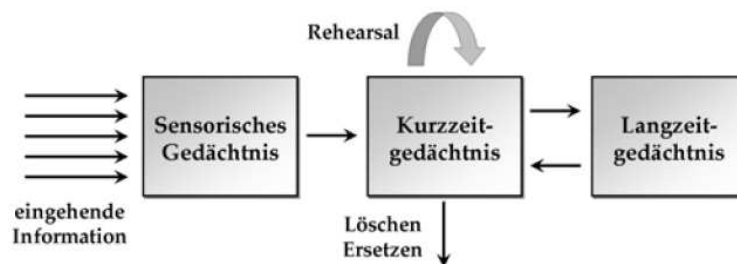 Rehearsal
Sensorisches
Gedächtnis
Kurzzeit-
gedächtnis
Langzeit-
gedächtnis
eingehende
Information
Löschen
Ersetzen